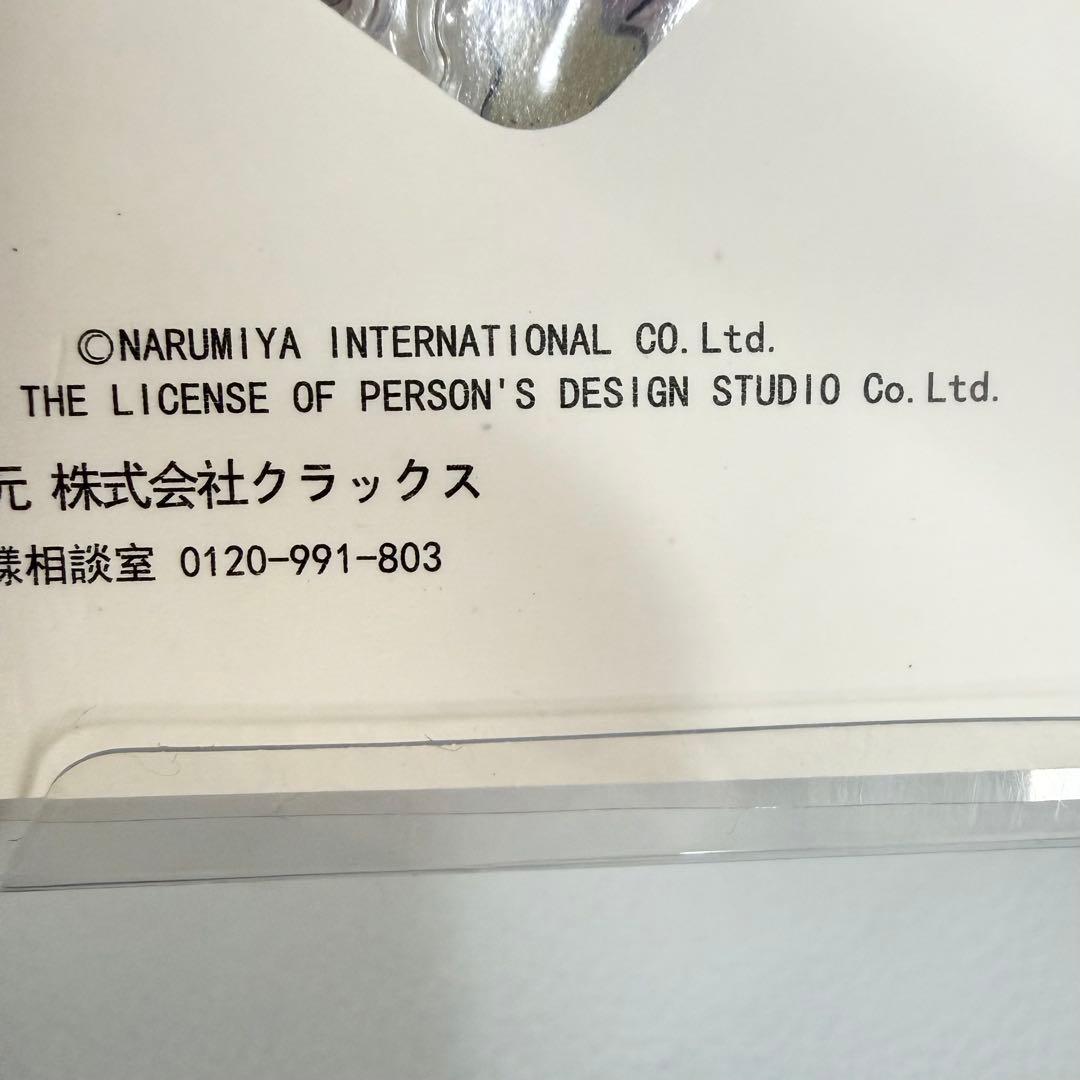 ©NARUMIYA INTERNATIONAL CO.Ltd.
THE LICENSE OF PERSON'S DESIGN STUDIO Co.Ltd.
元 株式会社クラックス
様相談室 0120-991-803